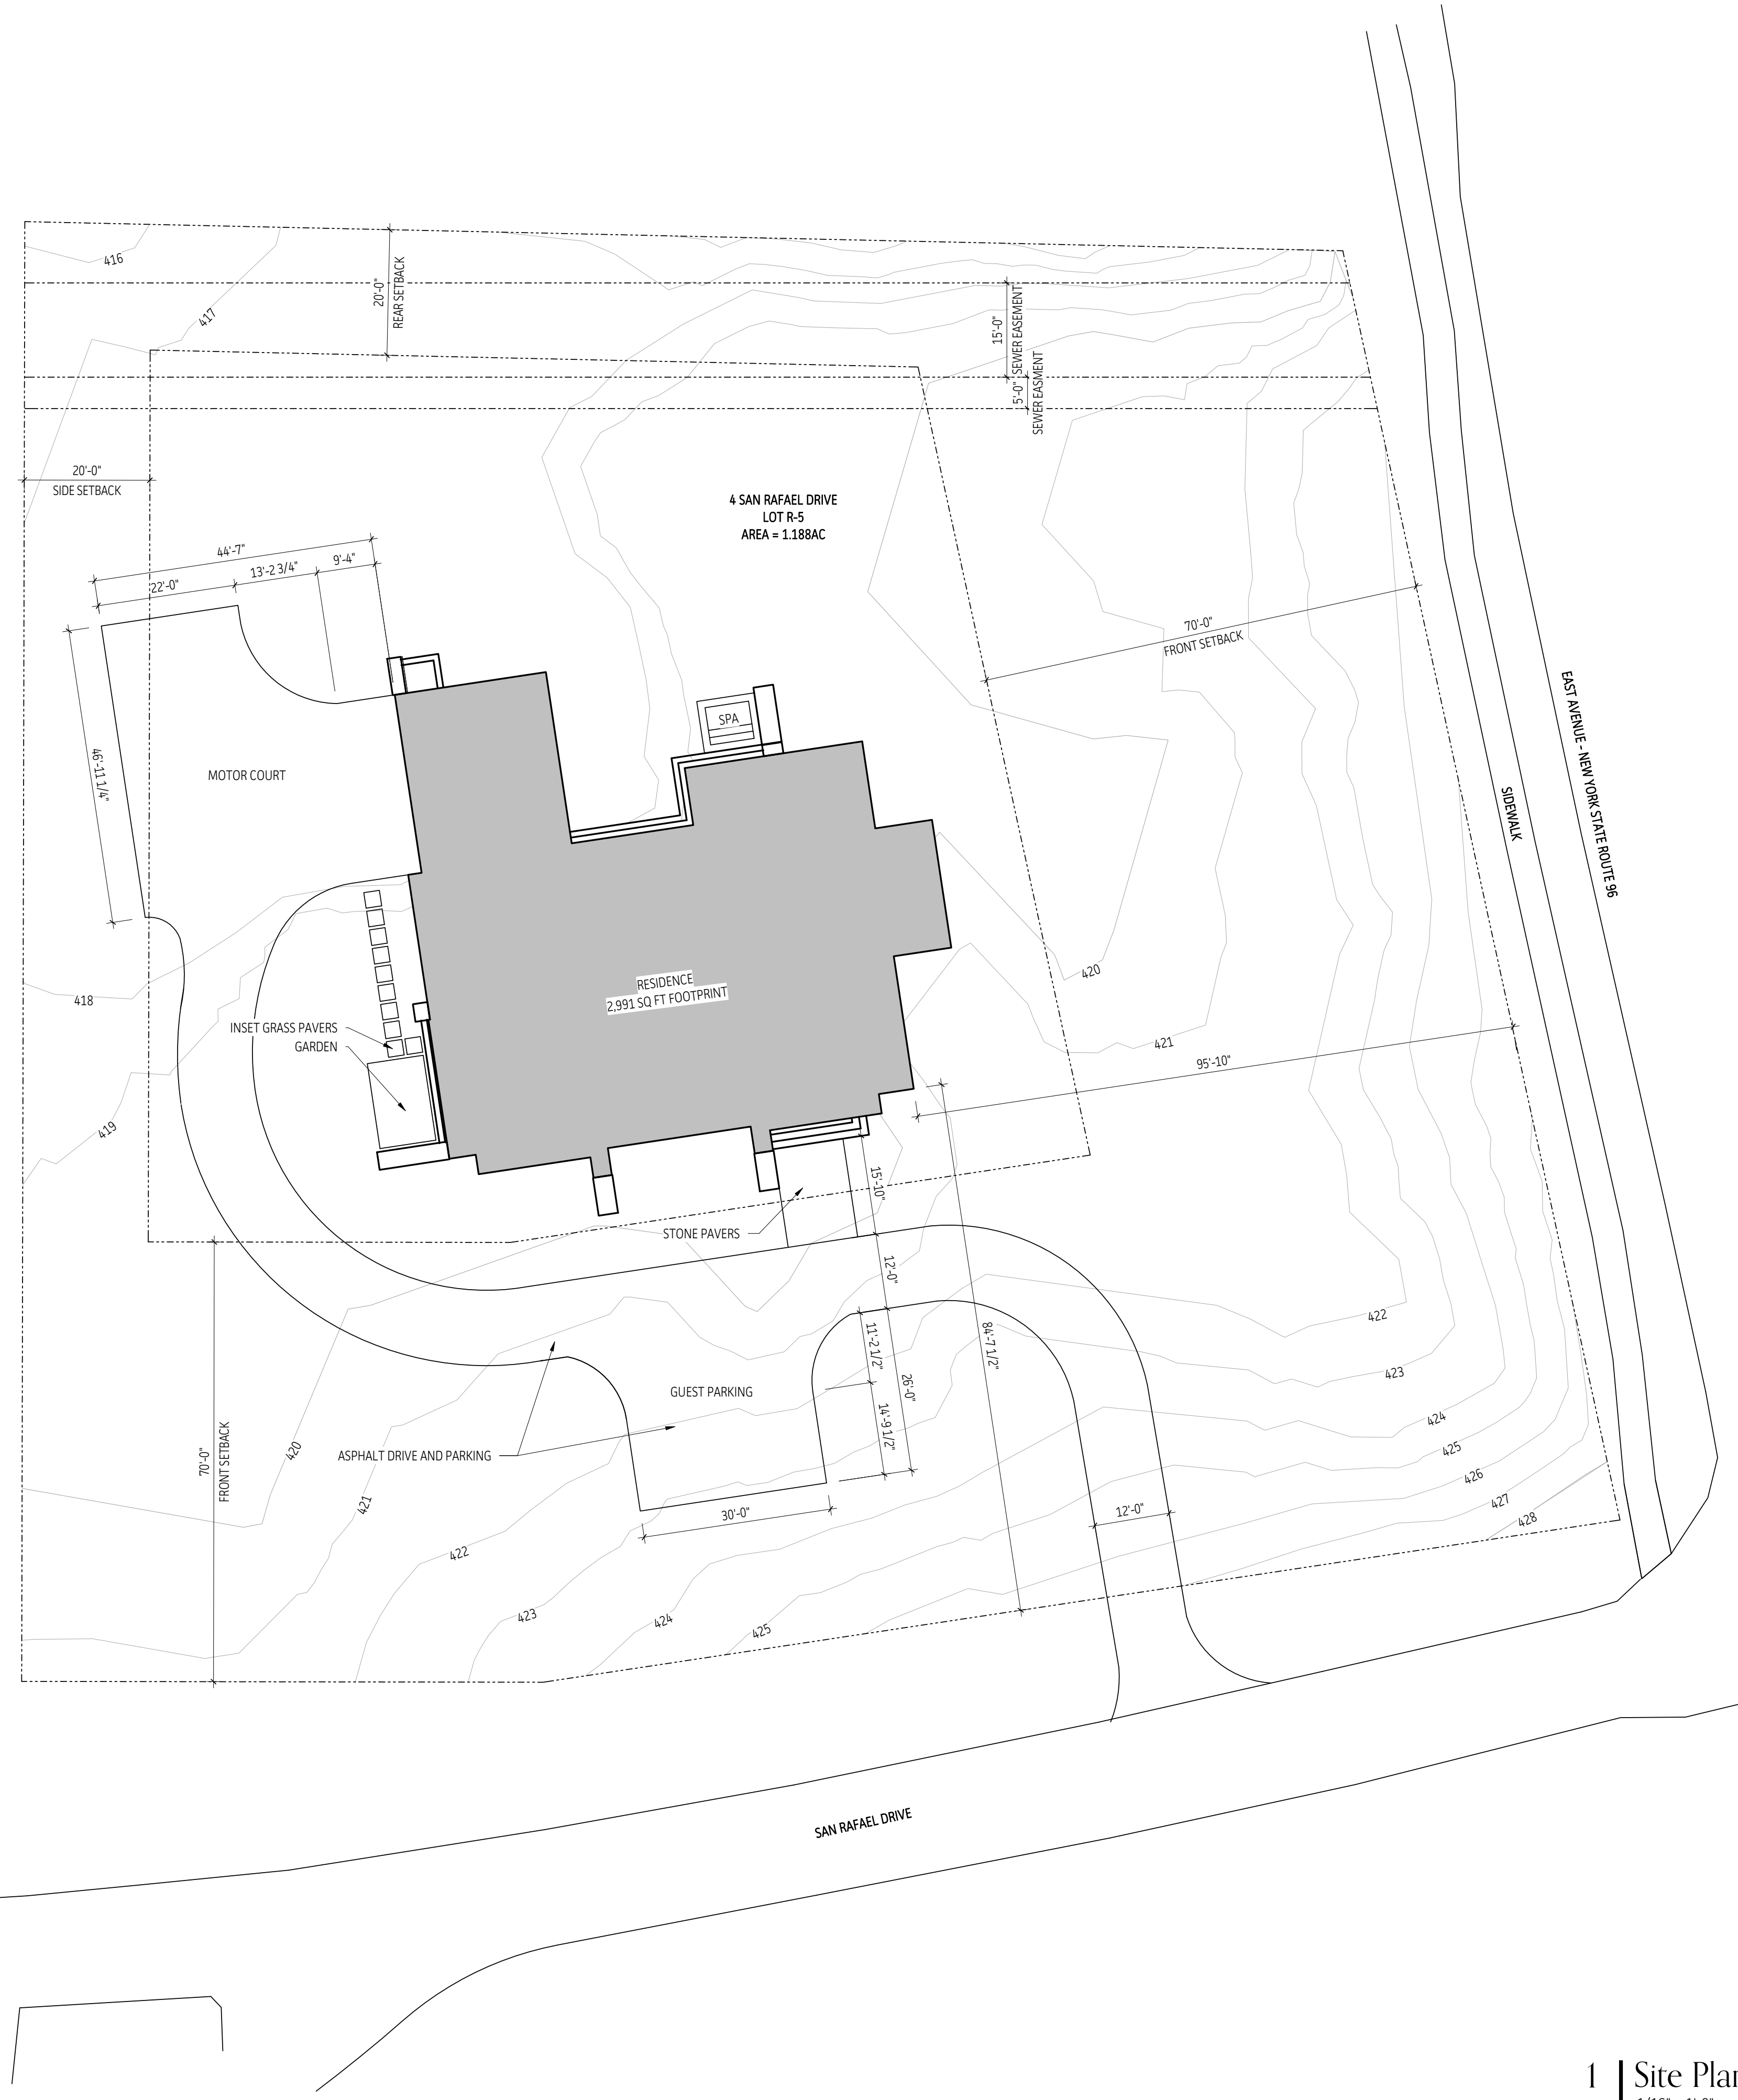 416
417
20'-0"
REAR SETBACK
15'-0"
SEWER EASEMENT
5'-0"
SEWER EASMENT
20'-0"
SIDE SETBACK
4 SAN RAFAEL DRIVE
LOT R-5
AREA = 1.188AC
44'-7"
22'-0"
13'-2 3/4"
9'-4"
70'-0"
FRONT SETBACK
46'-11 1/4"
MOTOR COURT
SPA
EAST AVENUE - NEW YORK STATE ROUTE 96
SIDEWALK
RESIDENCE
2,991 SQ FT FOOTPRINT
418
420
INSET GRASS PAVERS
GARDEN
421
95'-10"
419
15'-10"
STONE PAVERS
12'-0"
422
11'-2 1/2"
84'-7 1/2"
26'-0"
423
GUEST PARKING
14'-9 1/2"
424
70'-0"
FRONT SETBACK
420
ASPHALT DRIVE AND PARKING
425
426
421
30'-0"
12'-0"
427
428
422
423
424
425
SAN RAFAEL DRIVE
1
Site Plan